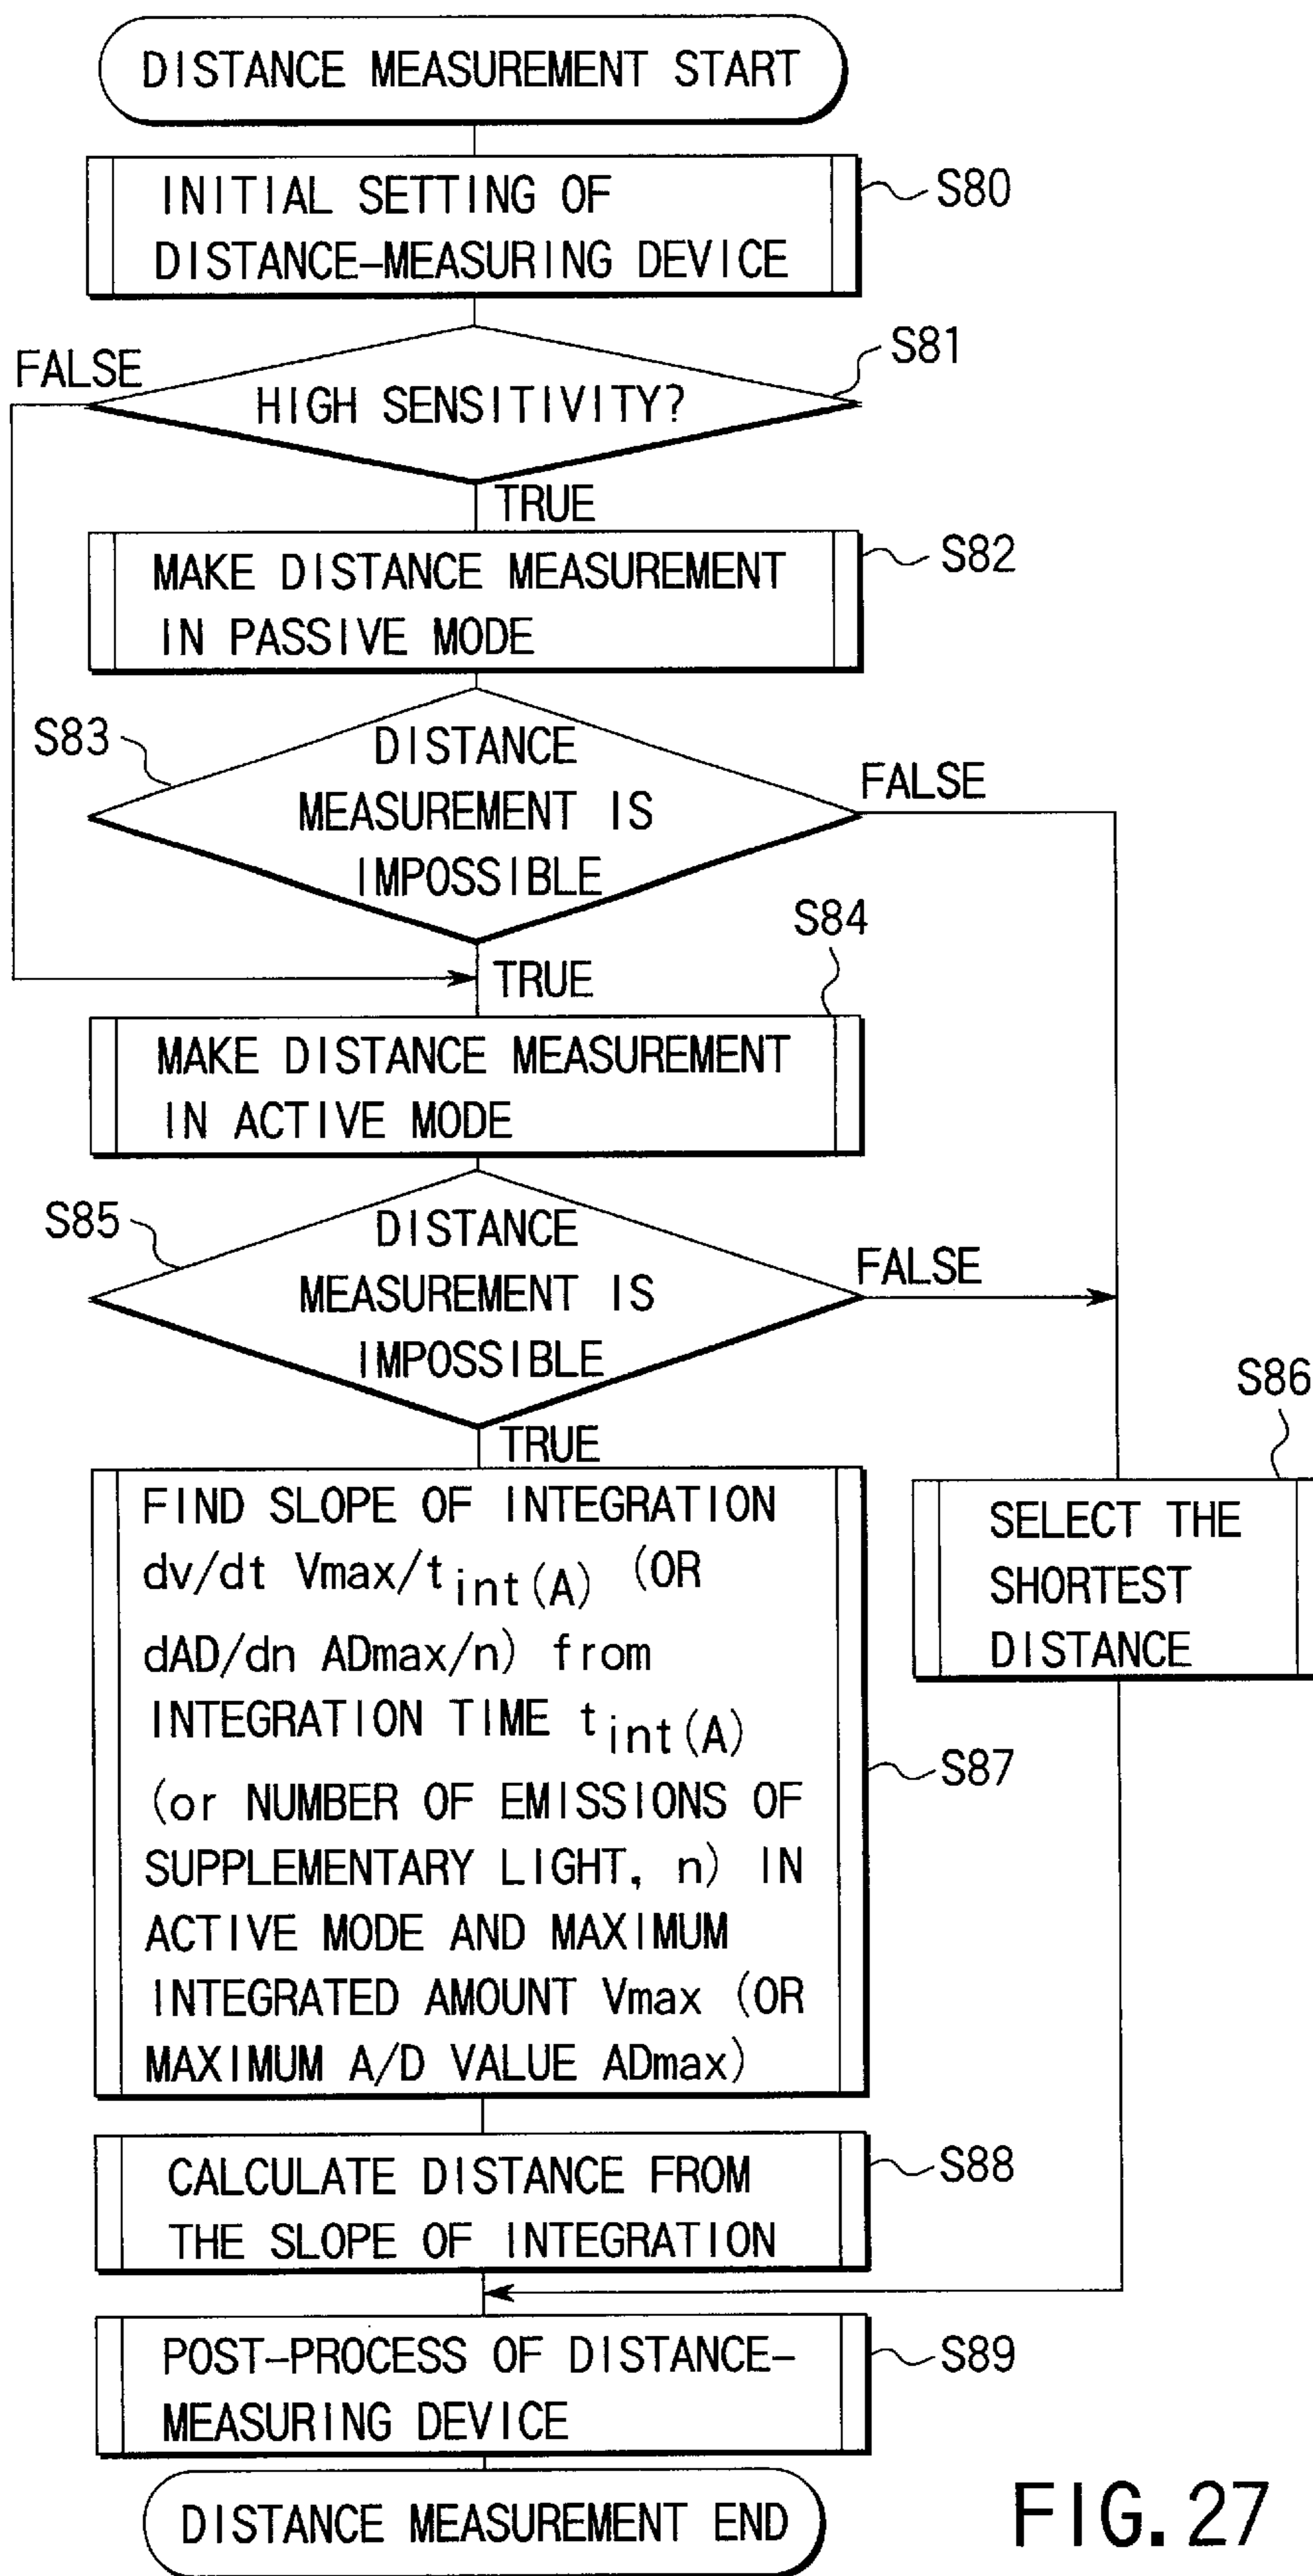 DISTANCE MEASUREMENT START
INITIAL SETTING OF
DISTANCE-MEASURING DEVICE
S80
S81
FALSE
HIGH SENSITIVITY?
TRUE
MAKE DISTANCE MEASUREMENT
IN PASSIVE MODE
S82
S83
DISTANCE
MEASUREMENT IS
IMPOSSIBLE
FALSE
S84
TRUE
MAKE DISTANCE MEASUREMENT
IN ACTIVE MODE
S85
DISTANCE
MEASUREMENT IS
IMPOSSIBLE
FALSE
TRUE
S86
SELECT THE
SHORTEST
DISTANCE
FIND SLOPE OF INTEGRATION
dv/dt Vmax/tint(A) (OR
dAD/dn ADmax/n) from
INTEGRATION TIME tint(A)
(or NUMBER OF EMISSIONS OF
SUPPLEMENTARY LIGHT, n) IN
ACTIVE MODE AND MAXIMUM
INTEGRATED AMOUNT Vmax (OR
MAXIMUM A/D VALUE ADmax)
S87
CALCULATE DISTANCE FROM
THE SLOPE OF INTEGRATION
S88
POST-PROCESS OF DISTANCE-
MEASURING DEVICE
S89
DISTANCE MEASUREMENT END
FIG. 27